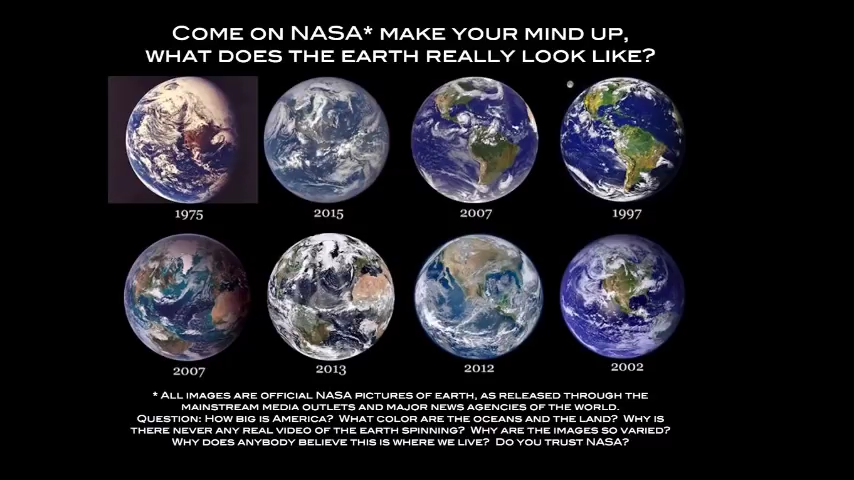 Come on NASA* make your mind up,
what does the earth really look like?
1975
2015
2007
1997
2007
2013
2012
2002
* All images are official NASA pictures of earth, as released through the
mainstream media outlets and major news agencies of the world.
Question: How big is America? What color are the oceans and the land? Why is
there never any real video of the earth spinning? Why are the images so varied?
Why does anybody believe this is where we live? Do you trust NASA?